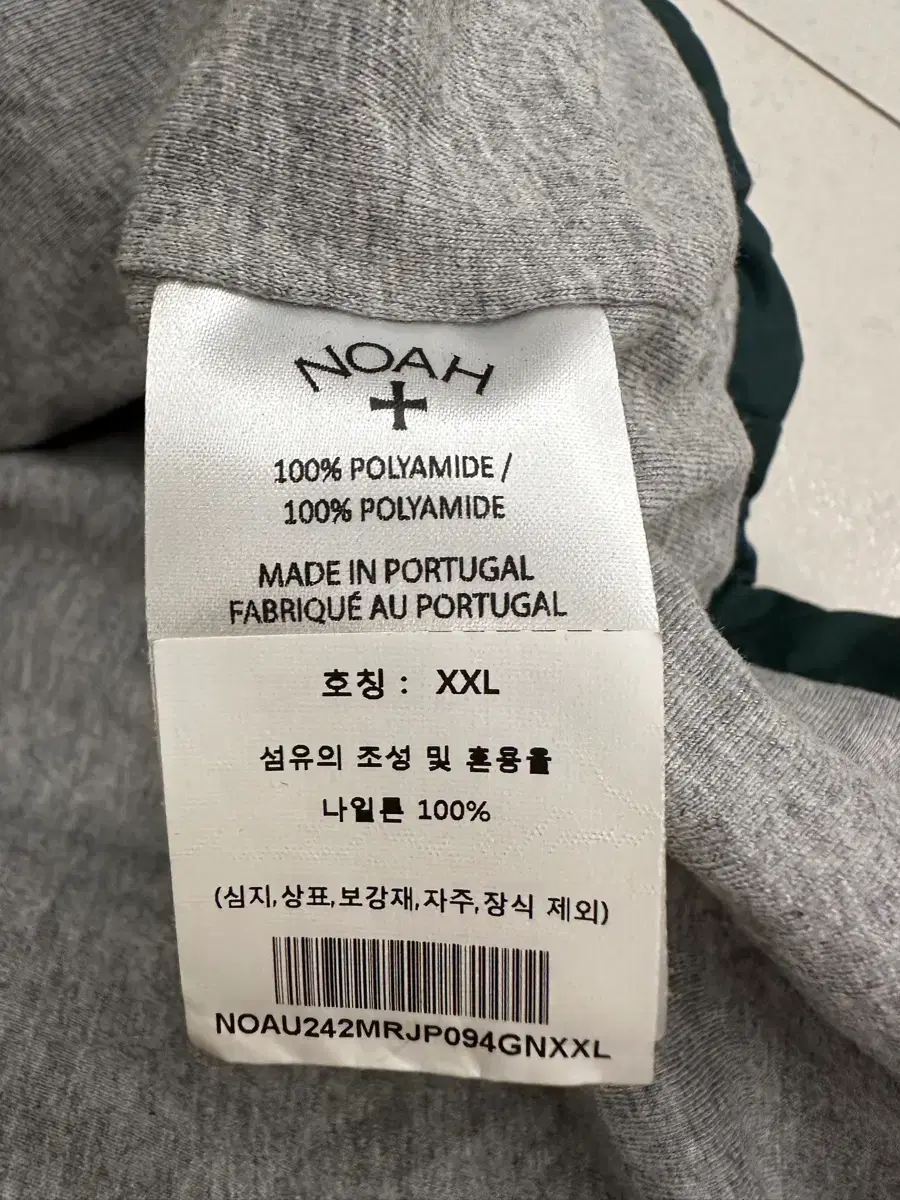 NOAH
100% POLYAMIDE /
100% POLYAMIDE
MADE IN PORTUGAL
FABRIQUÉ AU PORTUGAL
호칭 : XXL
섬유의 조성 및 혼용율
나일론 100%
(심지,상표,보강재,자주,장식 제외)
NOAU242MRJP094GNXXL